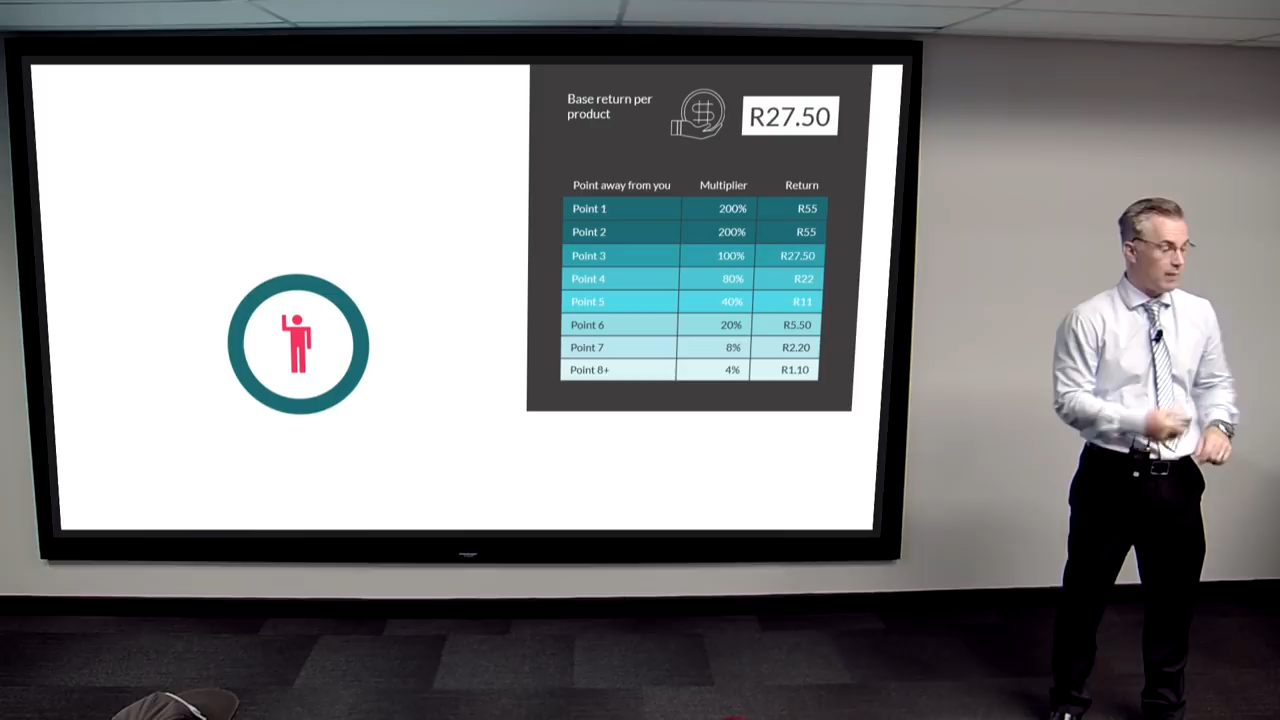 Base return per
product
R27.50
Point away from you Multiplier Return
Point 1 200% R55
Point 2 200% R55
Point 3 100% R27.50
Point 4 80% R22
Point 5 40% R11
Point 6 20% R5.50
Point 7 8% R2.20
Point 8+ 4% R1.10